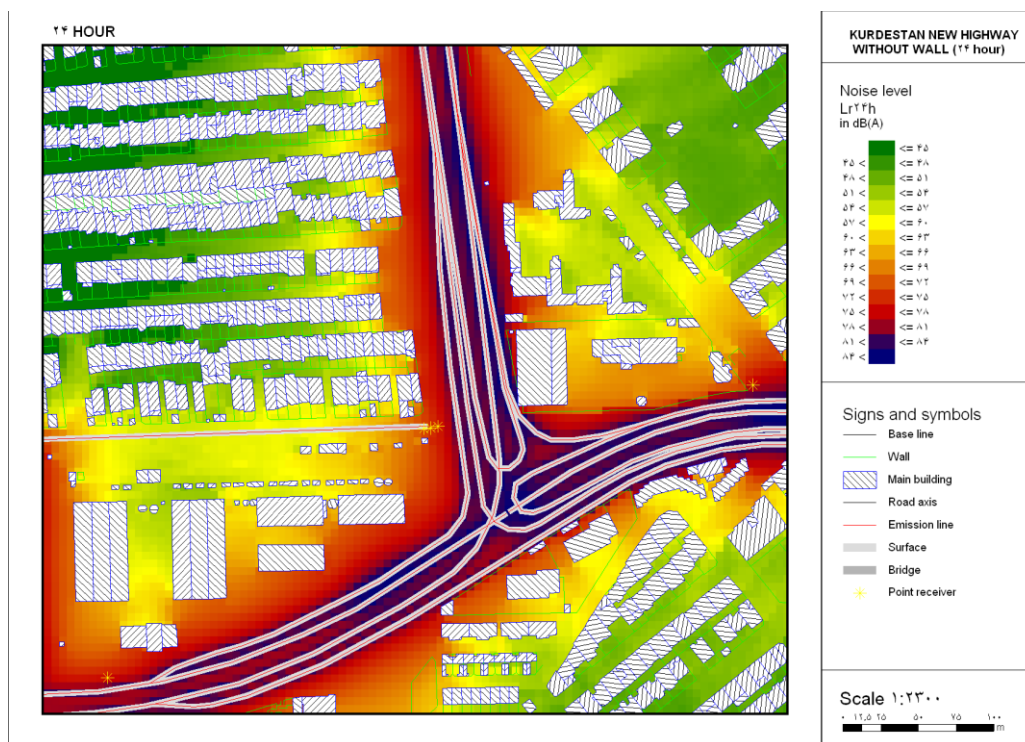 ۲۴ HOUR
KURDESTAN NEW HIGHWAY
WITHOUT WALL (۲۴ hour)
Noise level
Lr۲۴h
in dB(A)
<= ۴۵
۴۵ < <= ۴۸
۴۸ < <= ۵۱
۵۱ < <= ۵۴
۵۴ < <= ۵۷
۵۷ < <= ۶۰
۶۰ < <= ۶۳
۶۳ < <= ۶۶
۶۶ < <= ۶۹
۶۹ < <= ۷۲
۷۲ < <= ۷۵
۷۵ < <= ۷۸
۷۸ < <= ۸۱
۸۱ < <= ۸۴
۸۴ <
Signs and symbols
Base line
Wall
Main building
Road axis
Emission line
Surface
Bridge
Point receiver
Scale ۱:۲۳۰۰
۰ ۱۲,۵ ۲۵ ۵۰ ۷۵ ۱۰۰
m